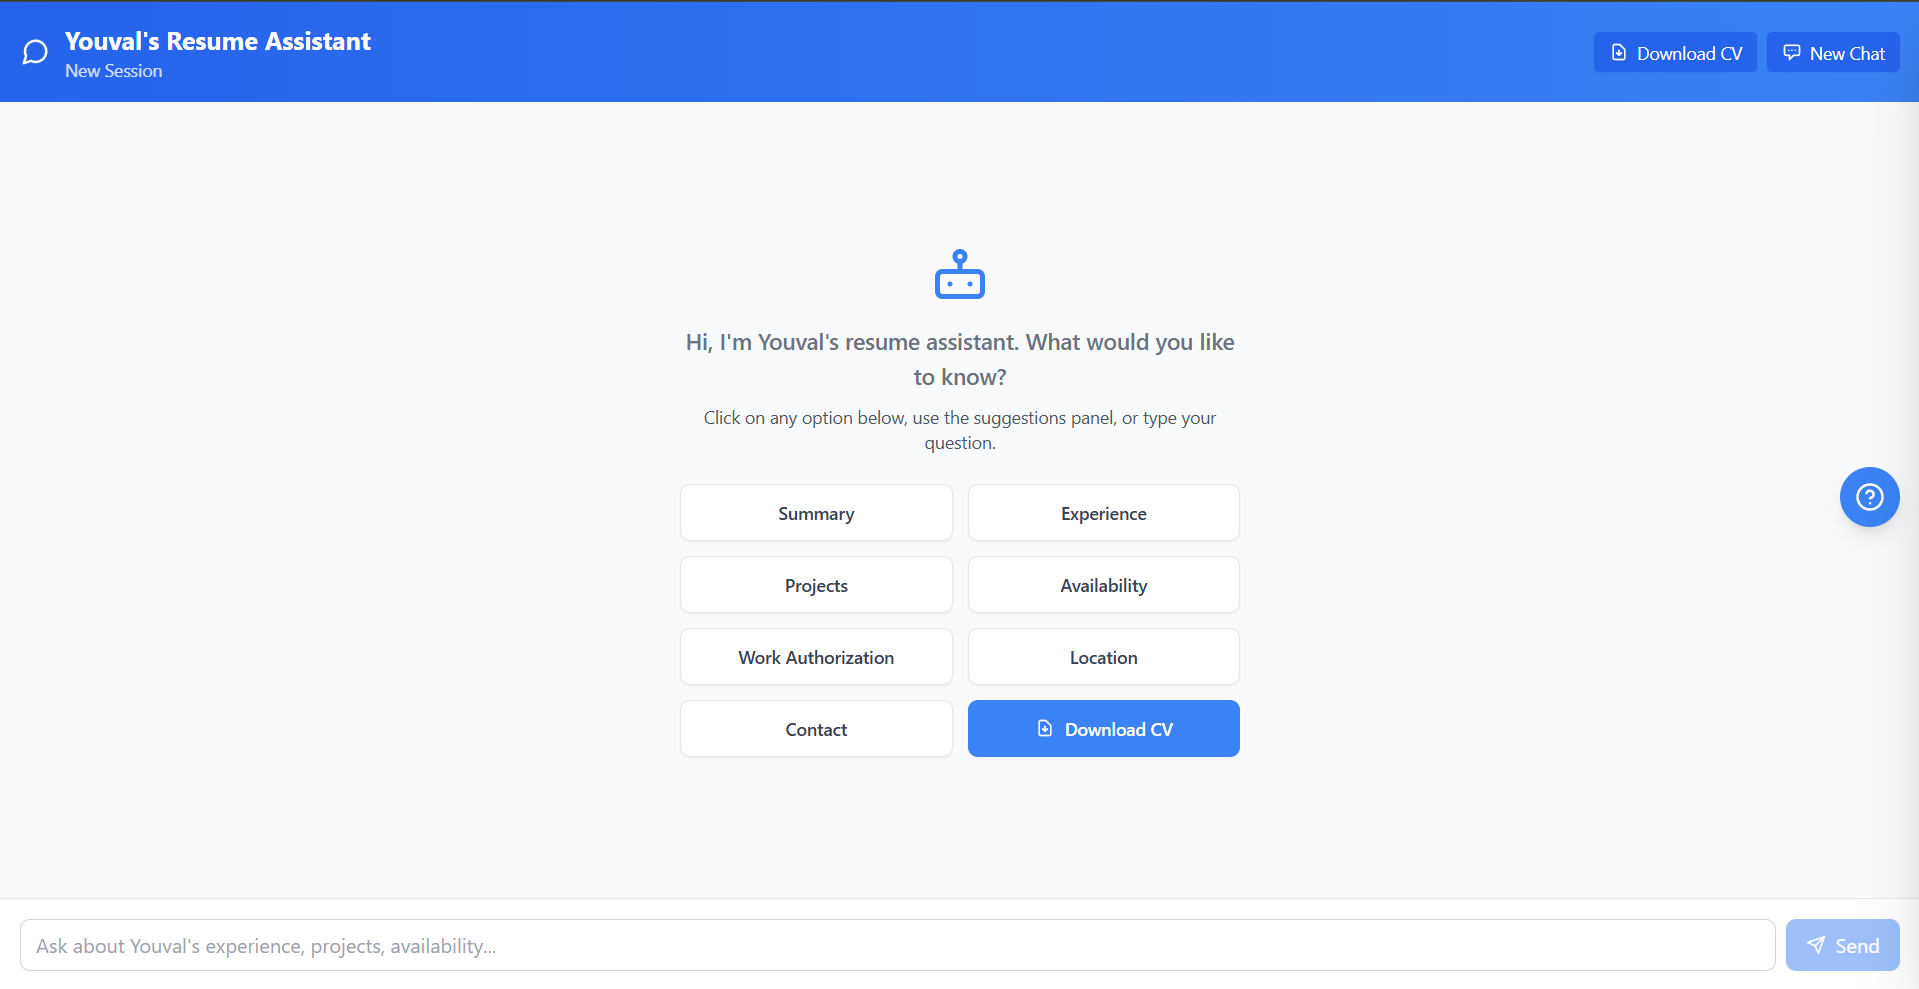 Youval's Resume Assistant
New Session
Download CV
New Chat
Hi, I'm Youval's resume assistant. What would you like
to know?
Click on any option below, use the suggestions panel, or type your
question.
Summary
Experience
Projects
Availability
Work Authorization
Location
Contact
Download CV
Ask about Youval's experience, projects, availability...
Send